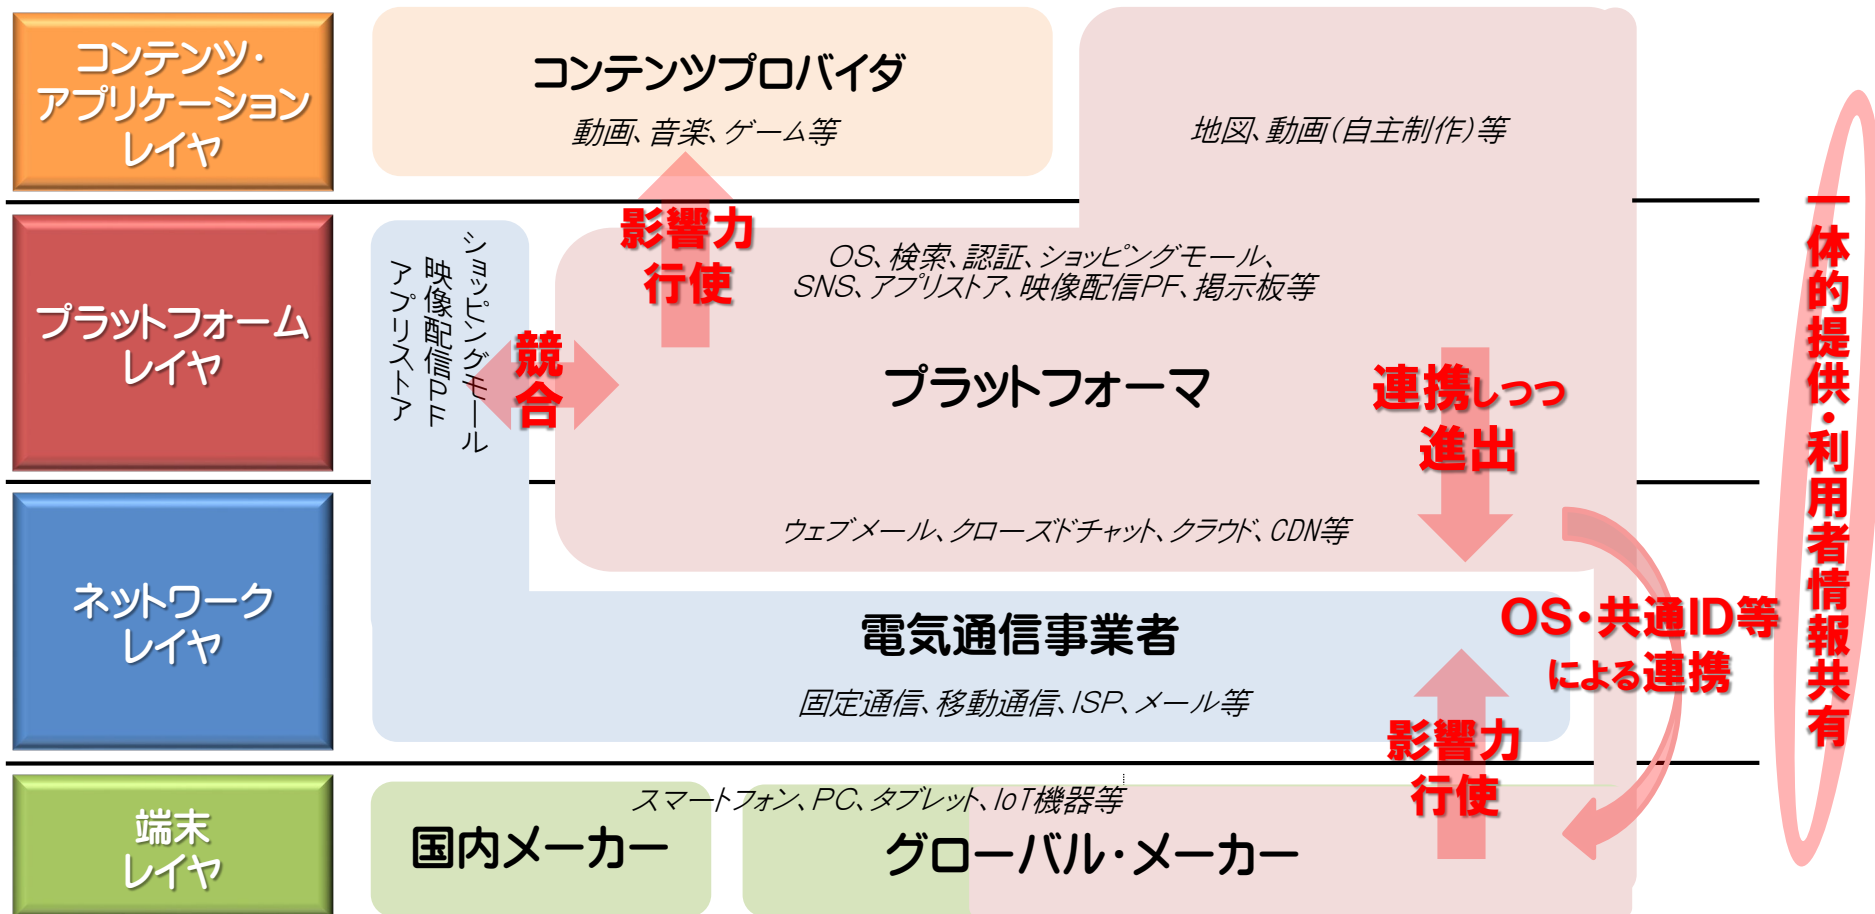 コンテンツ・
アプリケーション
レイヤ
コンテンツプロバイダ
動画、音楽、ゲーム等
地図、動画（自主制作）等
プラットフォーム
レイヤ
ショッピングモール
映像配信PF
アプリストア
競合
影響力
行使
OS、検索、認証、ショッピングモール、
SNS、アプリストア、映像配信PF、掲示板等
プラットフォーマ
連携しつつ
進出
ウェブメール、クローズドチャット、クラウド、CDN等
ネットワーク
レイヤ
電気通信事業者
固定通信、移動通信、ISP、メール等
OS・共通ID等
による連携
影響力
行使
端末
レイヤ
スマートフォン、PC、タブレット、IoT機器等
国内メーカー
グローバル・メーカー
一体的提供・利用者情報共有